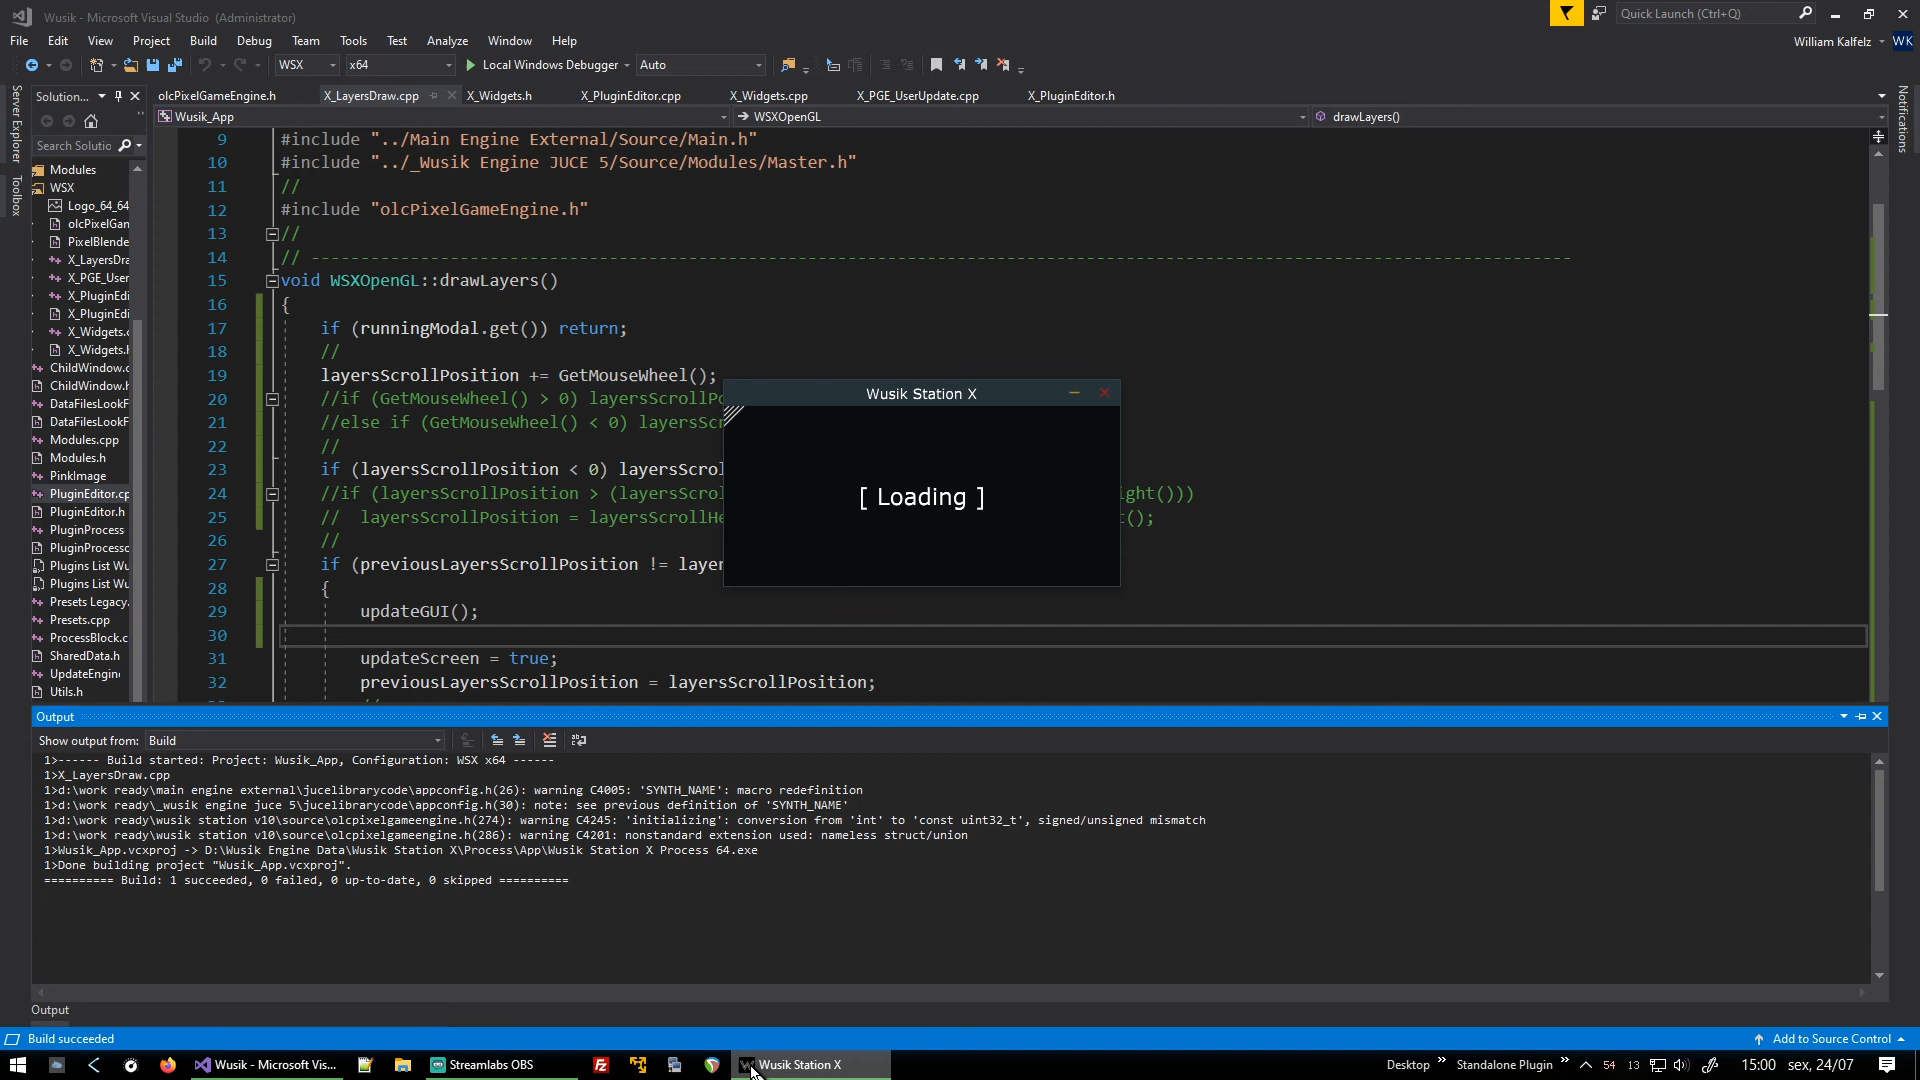 Wusik - Microsoft Visual Studio (Administrator)
Quick Launch (Ctrl+Q)
File Edit View Project Build Debug Team Tools Test Analyze Window Help
William Kalfelz WK
WSX x64 Local Windows Debugger Auto
Server Explorer
Toolbox
Notifications
Solution...
olcPixelGameEngine.h X_LayersDraw.cpp X_Widgets.h X_PluginEditor.cpp X_Widgets.cpp X_PGE_UserUpdate.cpp X_PluginEditor.h
Wusik_App WSXOpenGL drawLayers()
Search Solutio
Modules
WSX
Logo_64_64
olcPixelGan
PixelBlende
X_LayersDra
X_PGE_User
X_PluginEdi
X_PluginEdi
X_Widgets.c
X_Widgets.h
ChildWindow.c
ChildWindow.h
DataFilesLookF
DataFilesLookF
Modules.cpp
Modules.h
PinkImage
PluginEditor.cp
PluginEditor.h
PluginProcess
PluginProcesso
Plugins List Wu
Plugins List Wu
Presets Legacy.
Presets.cpp
ProcessBlock.c
SharedData.h
UpdateEngine
Utils.h
9 #include "../Main Engine External/Source/Main.h"
10 #include "../_Wusik Engine JUCE 5/Source/Modules/Master.h"
11 //
12 #include "olcPixelGameEngine.h"
13 //
14 // --------------------------------------------------------------------------------------------------------------------------------
15 void WSXOpenGL::drawLayers()
16 {
17 if (runningModal.get()) return;
18 //
19 layersScrollPosition += GetMouseWheel();
20 //if (GetMouseWheel() > 0) layersScrollPo
21 //else if (GetMouseWheel() < 0) layersScr
22 //
23 if (layersScrollPosition < 0) layersScrol
24 //if (layersScrollPosition > (layersScrol ight()))
25 // layersScrollPosition = layersScrollHe t();
26 //
27 if (previousLayersScrollPosition != layer
28 {
29 updateGUI();
30
31 updateScreen = true;
32 previousLayersScrollPosition = layersScrollPosition;
Wusik Station X
[ Loading ]
Output
Show output from: Build
1>------ Build started: Project: Wusik_App, Configuration: WSX x64 ------
1>X_LayersDraw.cpp
1>d:\work ready\main engine external\jucelibrarycode\appconfig.h(26): warning C4005: 'SYNTH_NAME': macro redefinition
1>d:\work ready\_wusik engine juce 5\jucelibrarycode\appconfig.h(30): note: see previous definition of 'SYNTH_NAME'
1>d:\work ready\wusik station v10\source\olcpixelgameengine.h(274): warning C4245: 'initializing': conversion from 'int' to 'const uint32_t', signed/unsigned mismatch
1>d:\work ready\wusik station v10\source\olcpixelgameengine.h(286): warning C4201: nonstandard extension used: nameless struct/union
1>Wusik_App.vcxproj -> D:\Wusik Engine Data\Wusik Station X\Process\App\Wusik Station X Process 64.exe
1>Done building project "Wusik_App.vcxproj".
========== Build: 1 succeeded, 0 failed, 0 up-to-date, 0 skipped ==========
Output
Build succeeded
Add to Source Control
Wusik - Microsoft Vis... Streamlabs OBS Wusik Station X Desktop Standalone Plugin 54 13 15:00 sex, 24/07